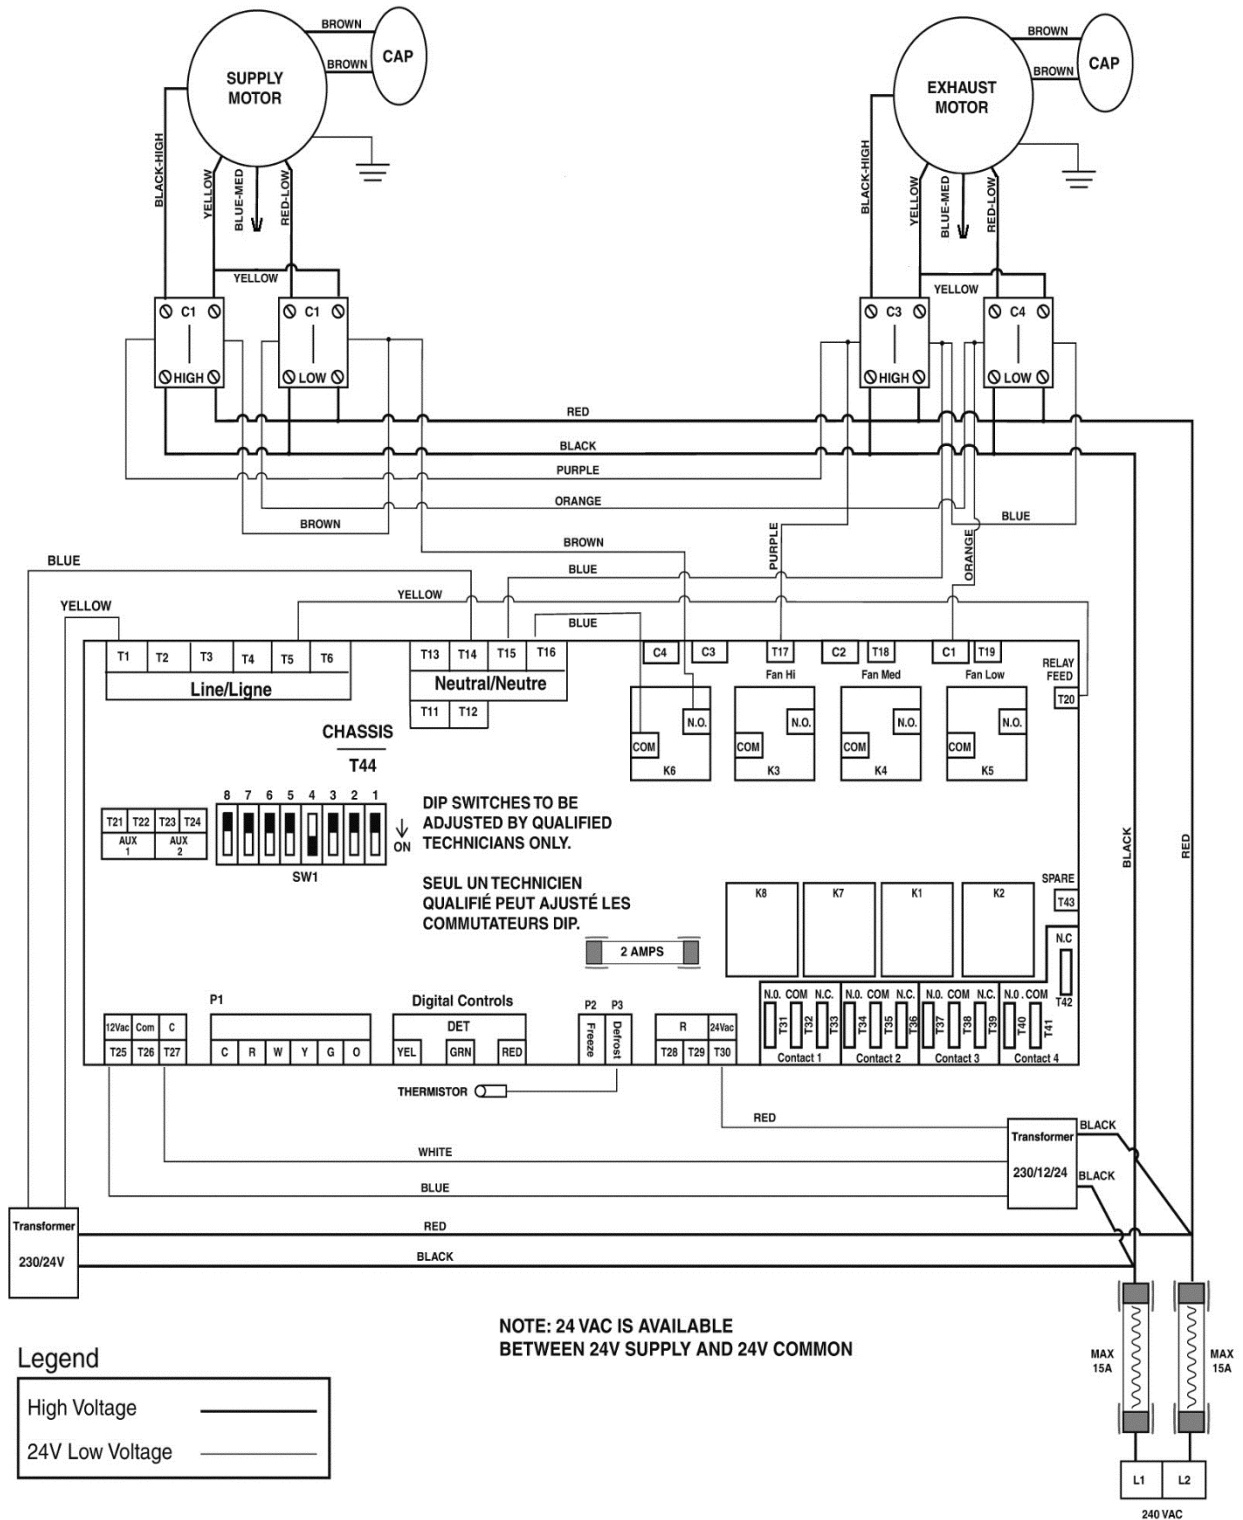 BROWN
BROWN
CAP
SUPPLY
MOTOR
BLACK-HIGH
YELLOW
BLUE-MED
RED-LOW
YELLOW
C1
HIGH
C1
LOW
BROWN
BROWN
CAP
EXHAUST
MOTOR
BLACK-HIGH
YELLOW
BLUE-MED
RED-LOW
YELLOW
C3
HIGH
C4
LOW
RED
BLACK
PURPLE
ORANGE
BROWN
BLUE
BROWN
PURPLE
ORANGE
BLUE
BLUE
YELLOW
YELLOW
BLUE
T1 T2 T3 T4 T5 T6
Line/Ligne
T13 T14 T15 T16
Neutral/Neutre
T11 T12
C4 C3 T17 C2 T18 C1 T19
Fan Hi Fan Med Fan Low
RELAY
FEED
T20
N.O. N.O. N.O. N.O.
COM COM COM COM
K6 K3 K4 K5
CHASSIS
T44
8 7 6 5 4 3 2 1
ON
SW1
T21 T22 T23 T24
AUX
1
AUX
2
DIP SWITCHES TO BE
ADJUSTED BY QUALIFIED
TECHNICIANS ONLY.
SEUL UN TECHNICIEN
QUALIFIÉ PEUT AJUSTÉ LES
COMMUTATEURS DIP.
2 AMPS
K8 K7 K1 K2
SPARE
T43
N.C
T42
N.0. COM N.C. N.0. COM N.C. N.0. COM N.C. N.0 . COM
T31 T32 T33 T34 T35 T36 T37 T38 T39 T40 T41
Contact 1 Contact 2 Contact 3 Contact 4
BLACK
RED
12Vac Com C
T25 T26 T27
P1
C R W Y G O
Digital Controls
DET
YEL GRN RED
P2 P3
Freeze
Defrost
R 24Vac
T28 T29 T30
THERMISTOR
RED
WHITE
BLUE
Transformer
230/12/24
BLACK
BLACK
Transformer
230/24V
RED
BLACK
NOTE: 24 VAC IS AVAILABLE
BETWEEN 24V SUPPLY AND 24V COMMON
Legend
High Voltage
24V Low Voltage
MAX
15A
MAX
15A
L1 L2
240 VAC